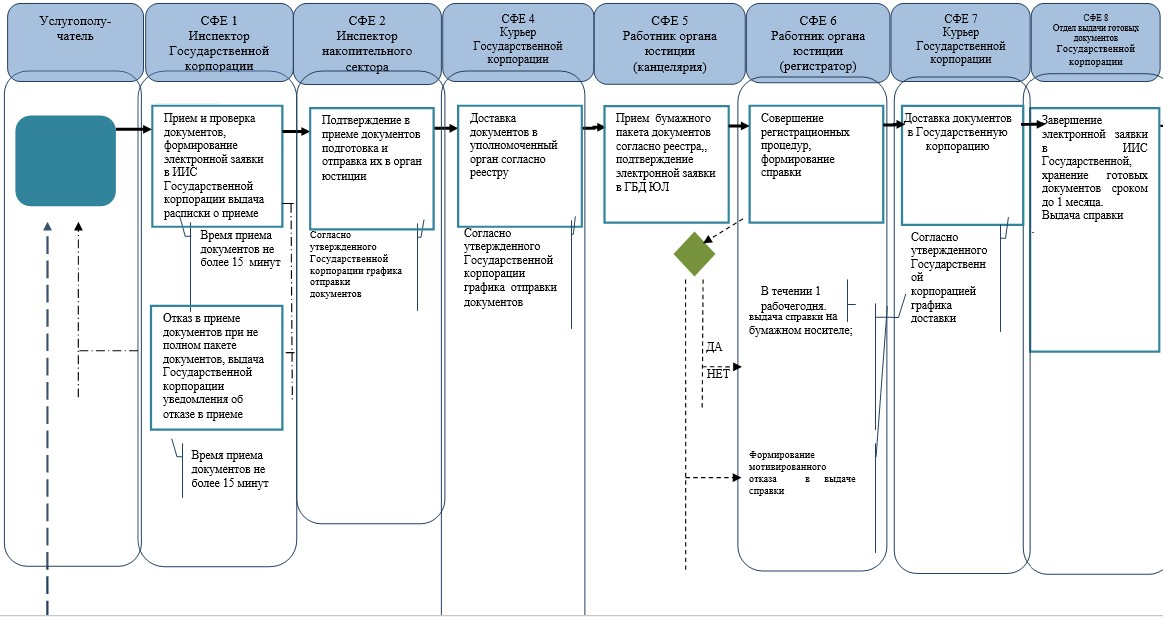 Услугополу-
чатель
СФЕ 1
Инспектор
Государственной
корпорации
СФЕ 2
Инспектор
накопительного
сектора
СФЕ 4
Курьер
Государственной
корпорации
СФЕ 5
Работник органа
юстиции
(канцелярия)
СФЕ 6
Работник органа
юстиции
(регистратор)
СФЕ 7
Курьер
Государственной
корпорации
СФЕ 8
Отдел выдачи готовых
документов
Государственной
корпорации
Прием и проверка
документов,
формирование
электронной заявки
в ИИС
Государственной
корпорации выдача
расписки о приеме
Время приема
документов не
более 15 минут
Отказ в приеме
документов при не
полном пакете
документов, выдача
Государственной
корпорации
уведомления об
отказе в приеме
Время приема
документов не
более 15 минут
Подтверждение в
приеме документов
подготовка и
отправка их в орган
юстиции
Согласно
утвержденного
Государственной
корпорации графика
отправки
документов
Доставка
документов в
уполномоченный
орган согласно
реестру
Согласно
утвержденного
Государственной
корпорации
графика отправки
документов
Прием бумажного
пакета документов
согласно реестра,,
подтверждение
электронной заявки
в ГБД ЮЛ
ДА
НЕТ
Совершение
регистрационных
процедур,
формирование
справки
В течении 1
рабочегодня.
выдача справки на
бумажном носителе;
Формирование
мотивированного
отказа в выдаче
справки
Доставка документов
в Государственную
корпорацию
Согласно
утвержденного
Государственн
ой
корпорацией
графика
доставки
Завершение
электронной заявки
в ИИС
Государственной,
хранение готовых
документов сроком
до 1 месяца.
Выдача справки
.